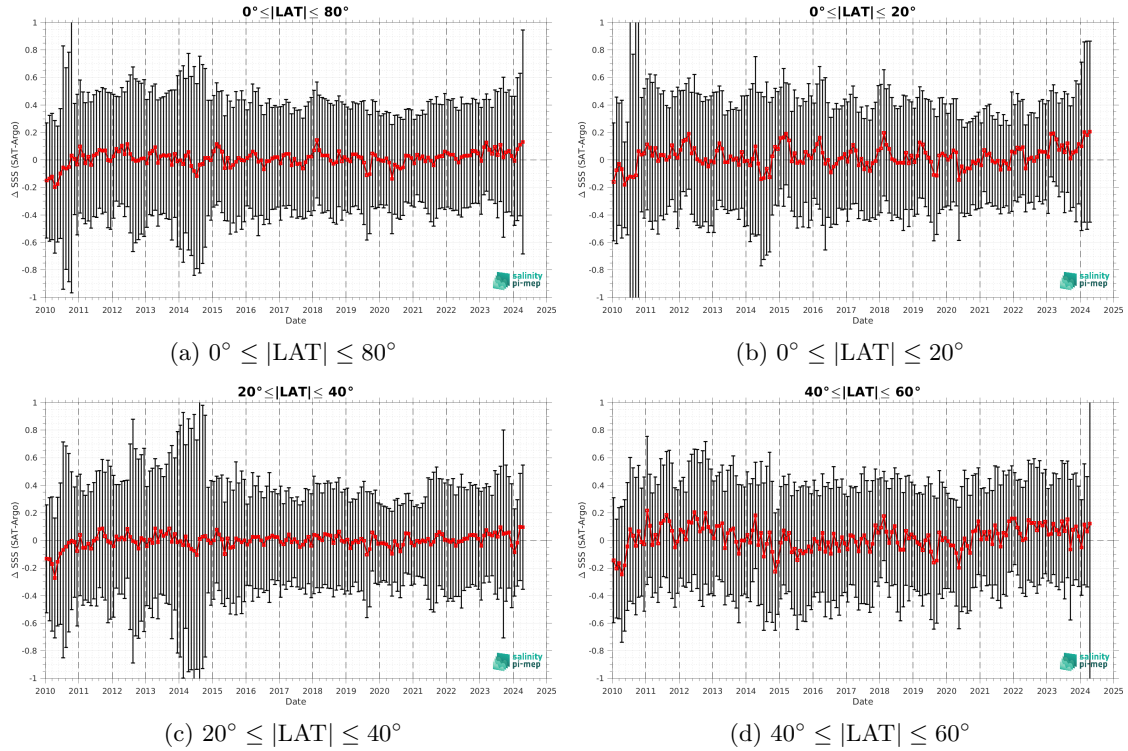 0°≤|LAT|≤ 80°
1
0.8
0.6
0.4
0.2
0
-0.2
-0.4
-0.6
-0.8
-1
Δ SSS (SAT-Argo)
2010 2011 2012 2013 2014 2015 2016 2017 2018 2019 2020 2021 2022 2023 2024 2025
Date
salinity
pi-mep
(a) 0° ≤ |LAT| ≤ 80°
0°≤|LAT|≤ 20°
1
0.8
0.6
0.4
0.2
0
-0.2
-0.4
-0.6
-0.8
-1
Δ SSS (SAT-Argo)
2010 2011 2012 2013 2014 2015 2016 2017 2018 2019 2020 2021 2022 2023 2024 2025
Date
salinity
pi-mep
(b) 0° ≤ |LAT| ≤ 20°
20°≤|LAT|≤ 40°
1
0.8
0.6
0.4
0.2
0
-0.2
-0.4
-0.6
-0.8
-1
Δ SSS (SAT-Argo)
2010 2011 2012 2013 2014 2015 2016 2017 2018 2019 2020 2021 2022 2023 2024 2025
Date
salinity
pi-mep
(c) 20° ≤ |LAT| ≤ 40°
40°≤|LAT|≤ 60°
1
0.8
0.6
0.4
0.2
0
-0.2
-0.4
-0.6
-0.8
-1
Δ SSS (SAT-Argo)
2010 2011 2012 2013 2014 2015 2016 2017 2018 2019 2020 2021 2022 2023 2024 2025
Date
salinity
pi-mep
(d) 40° ≤ |LAT| ≤ 60°